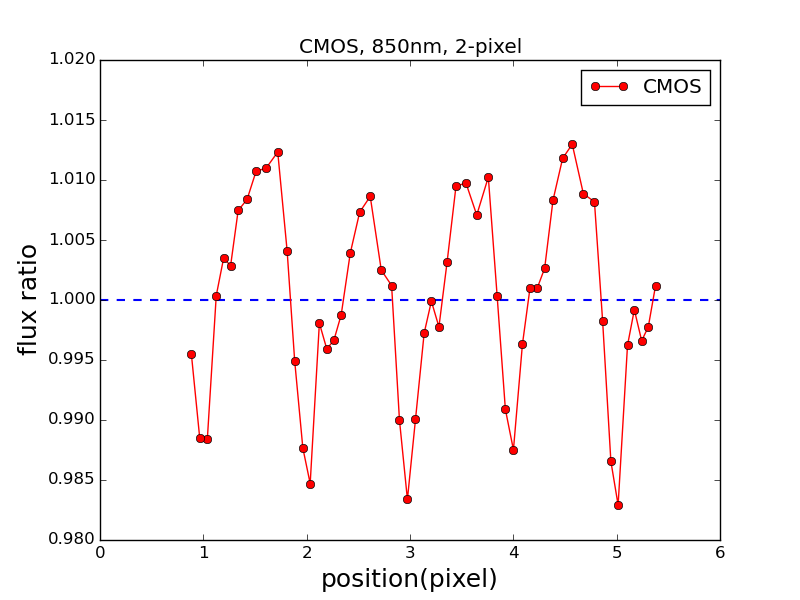 CMOS, 850nm, 2-pixel
CMOS
1.020
1.015
1.010
1.005
1.000
0.995
0.990
0.985
0.980
flux ratio
0 1 2 3 4 5 6
position(pixel)